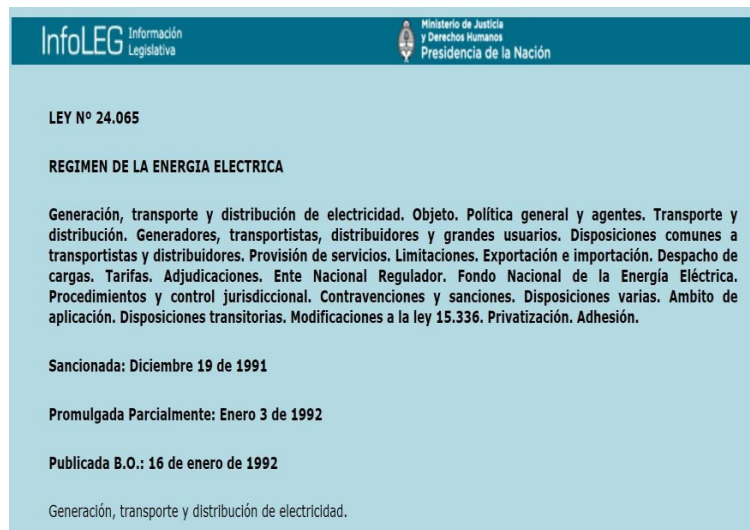 InfoLEG Información
Legislativa
Ministerio de Justicia
y Derechos Humanos
Presidencia de la Nación
LEY Nº 24.065
REGIMEN DE LA ENERGIA ELECTRICA
Generación, transporte y distribución de electricidad. Objeto. Política general y agentes. Transporte y
distribución. Generadores, transportistas, distribuidores y grandes usuarios. Disposiciones comunes a
transportistas y distribuidores. Provisión de servicios. Limitaciones. Exportación e importación. Despacho de
cargas. Tarifas. Adjudicaciones. Ente Nacional Regulador. Fondo Nacional de la Energía Eléctrica.
Procedimientos y control jurisdiccional. Contravenciones y sanciones. Disposiciones varias. Ambito de
aplicación. Disposiciones transitorias. Modificaciones a la ley 15.336. Privatización. Adhesión.
Sancionada: Diciembre 19 de 1991
Promulgada Parcialmente: Enero 3 de 1992
Publicada B.O.: 16 de enero de 1992
Generación, transporte y distribución de electricidad.